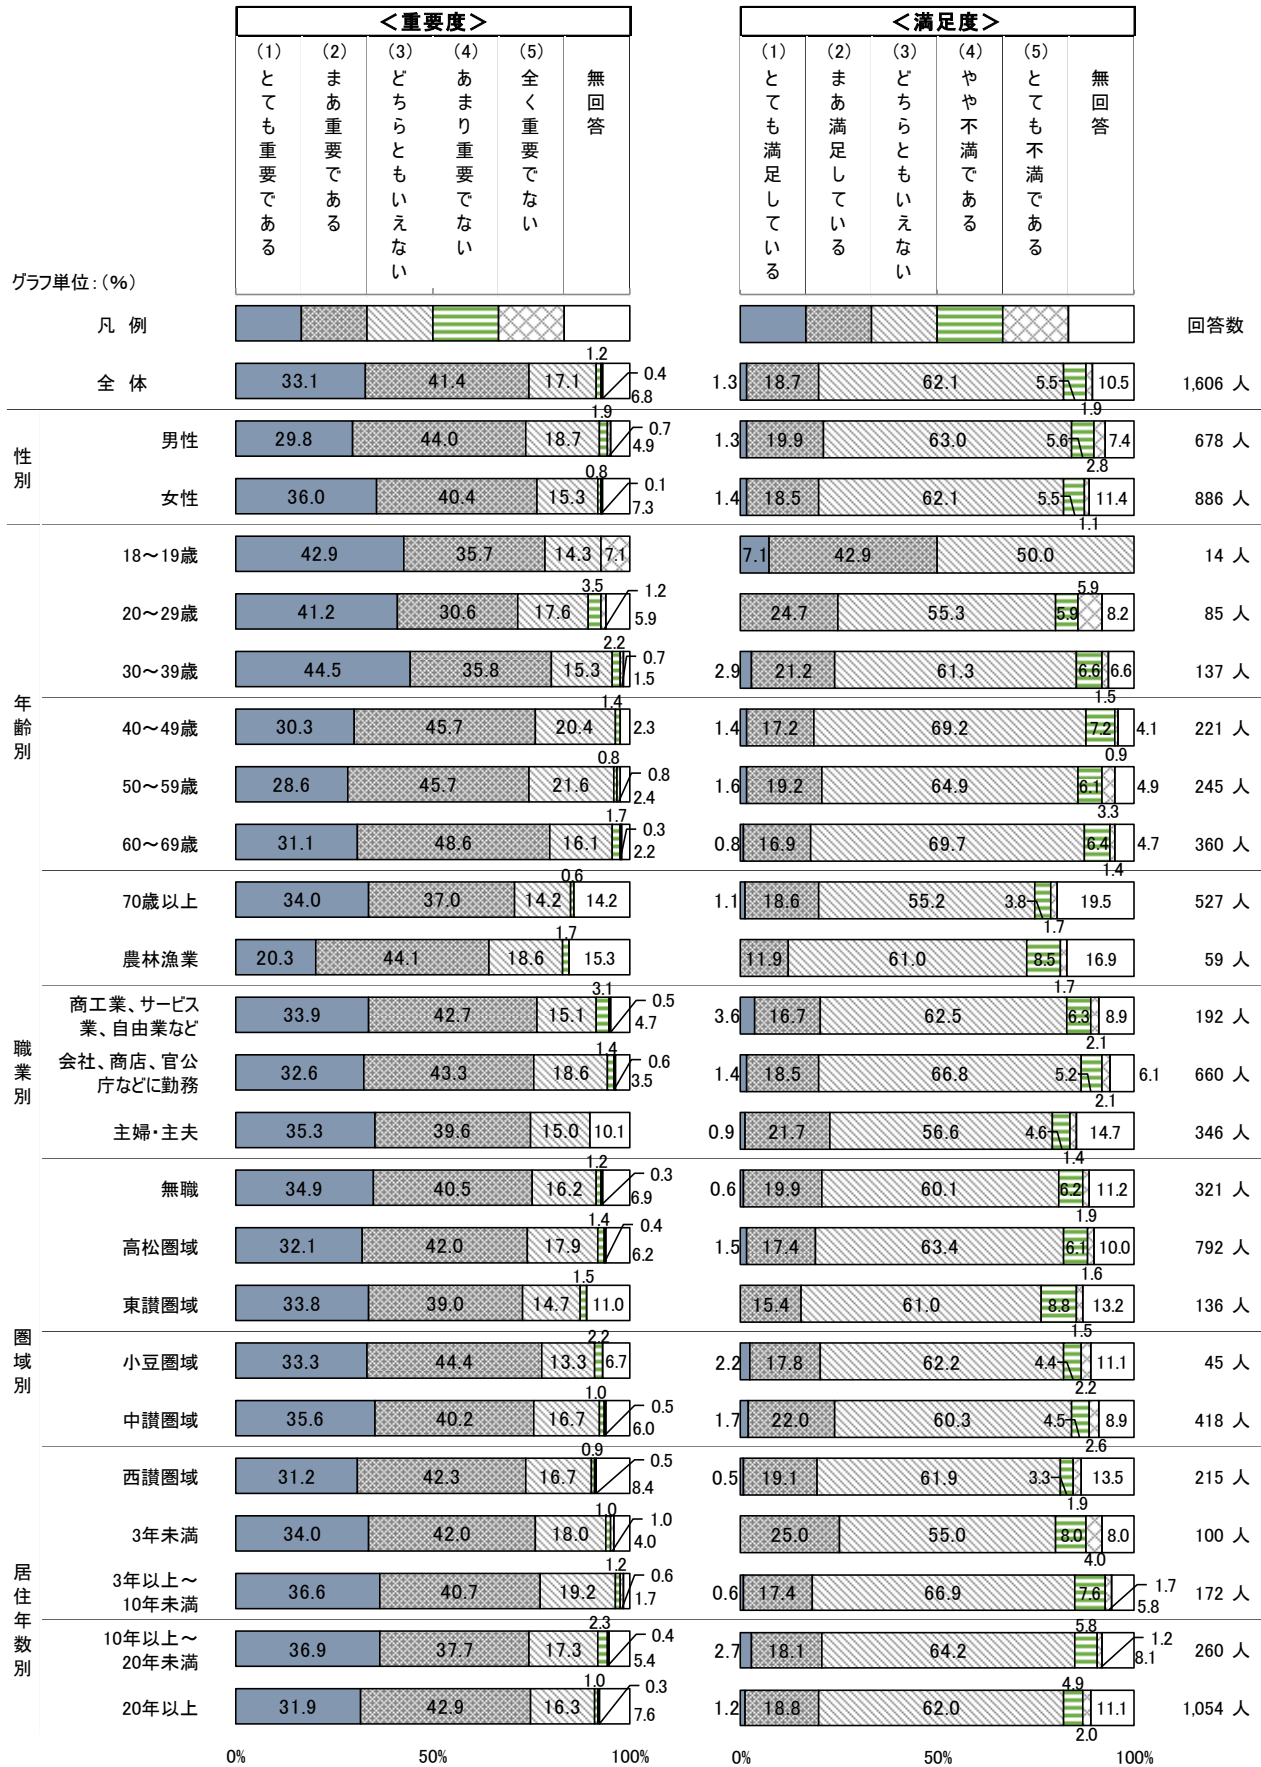 ＜重要度＞
＜満足度＞
(1) とても重要である
(2) まあ重要である
(3) どちらともいえない
(4) あまり重要でない
(5) 全く重要でない
無回答
(1) とても満足している
(2) まあ満足している
(3) どちらともいえない
(4) やや不満である
(5) とても不満である
無回答
グラフ単位:(%)
凡 例
回答数
全 体 33.1 41.4 17.1 1.2 0.4 6.8 1.3 18.7 62.1 5.5 1.9 10.5 1,606 人
性別
男性 29.8 44.0 18.7 1.9 0.7 4.9 1.3 19.9 63.0 5.6 2.8 7.4 678 人
女性 36.0 40.4 15.3 0.8 0.1 7.3 1.4 18.5 62.1 5.5 1.1 11.4 886 人
年齢別
18～19歳 42.9 35.7 14.3 7.1 7.1 42.9 50.0 14 人
20～29歳 41.2 30.6 17.6 3.5 1.2 5.9 24.7 55.3 5.9 5.9 8.2 85 人
30～39歳 44.5 35.8 15.3 2.2 0.7 1.5 2.9 21.2 61.3 6.6 1.5 6.6 137 人
40～49歳 30.3 45.7 20.4 1.4 2.3 1.4 17.2 69.2 7.2 0.9 4.1 221 人
50～59歳 28.6 45.7 21.6 0.8 0.8 2.4 1.6 19.2 64.9 6.1 3.3 4.9 245 人
60～69歳 31.1 48.6 16.1 1.7 0.3 2.2 0.8 16.9 69.7 6.4 1.4 4.7 360 人
70歳以上 34.0 37.0 14.2 0.6 14.2 1.1 18.6 55.2 3.8 1.7 19.5 527 人
職業別
農林漁業 20.3 44.1 18.6 1.7 15.3 11.9 61.0 8.5 1.7 16.9 59 人
商工業、サービス
業、自由業など 33.9 42.7 15.1 3.1 0.5 4.7 3.6 16.7 62.5 6.3 2.1 8.9 192 人
会社、商店、官公
庁などに勤務 32.6 43.3 18.6 1.4 0.6 3.5 1.4 18.5 66.8 5.2 2.1 6.1 660 人
主婦・主夫 35.3 39.6 15.0 10.1 0.9 21.7 56.6 4.6 1.4 14.7 346 人
無職 34.9 40.5 16.2 1.2 0.3 6.9 0.6 19.9 60.1 6.2 1.9 11.2 321 人
圏域別
高松圏域 32.1 42.0 17.9 1.4 0.4 6.2 1.5 17.4 63.4 6.1 1.6 10.0 792 人
東讃圏域 33.8 39.0 14.7 1.5 11.0 15.4 61.0 8.8 1.5 13.2 136 人
小豆圏域 33.3 44.4 13.3 2.2 6.7 2.2 17.8 62.2 4.4 2.2 11.1 45 人
中讃圏域 35.6 40.2 16.7 1.0 0.5 6.0 1.7 22.0 60.3 4.5 2.6 8.9 418 人
西讃圏域 31.2 42.3 16.7 0.9 0.5 8.4 0.5 19.1 61.9 3.3 1.9 13.5 215 人
居住年数別
3年未満 34.0 42.0 18.0 1.0 1.0 4.0 25.0 55.0 8.0 4.0 8.0 100 人
3年以上～
10年未満 36.6 40.7 19.2 1.2 0.6 1.7 0.6 17.4 66.9 7.6 1.7 5.8 172 人
10年以上～
20年未満 36.9 37.7 17.3 2.3 0.4 5.4 2.7 18.1 64.2 5.8 1.2 8.1 260 人
20年以上 31.9 42.9 16.3 1.0 0.3 7.6 1.2 18.8 62.0 4.9 2.0 11.1 1,054 人
0% 50% 100% 0% 50% 100%